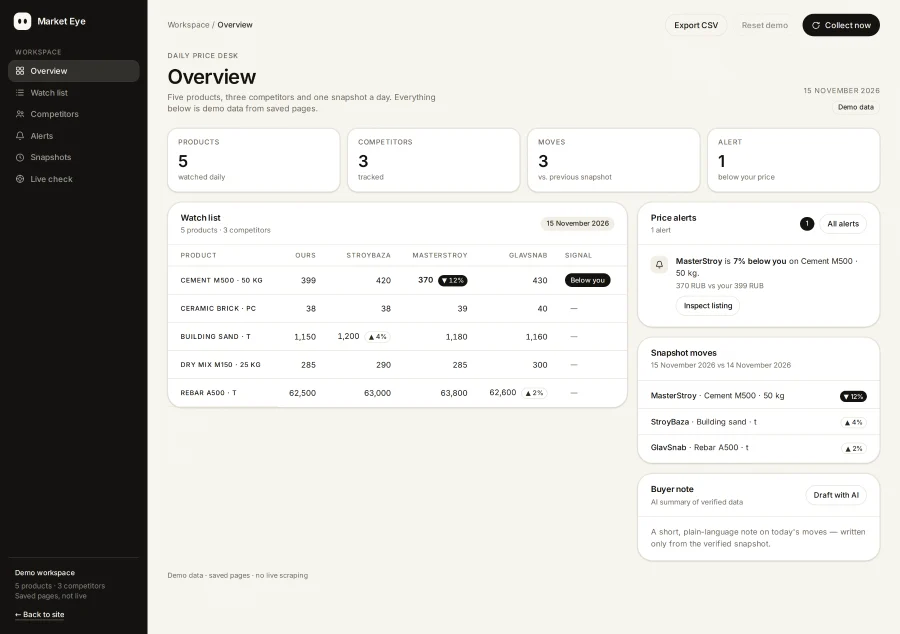 Market Eye
WORKSPACE
Overview
Watch list
Competitors
Alerts
Snapshots
Live check
Demo workspace
5 products · 3 competitors
Saved pages, not live
← Back to site
Workspace / Overview
Export CSV
Reset demo
Collect now
DAILY PRICE DESK
Overview
Five products, three competitors and one snapshot a day. Everything
below is demo data from saved pages.
15 NOVEMBER 2026
Demo data
PRODUCTS
5
watched daily
COMPETITORS
3
tracked
MOVES
3
vs. previous snapshot
ALERT
1
below your price
Watch list
5 products · 3 competitors
15 November 2026
PRODUCT OURS STROYBAZA MASTERSTROY GLAVSNAB SIGNAL
CEMENT M500 · 50 KG 399 420 370 ▼ 12% 430 Below you
CERAMIC BRICK · PC 38 38 39 40 —
BUILDING SAND · T 1,150 1,200 ▲ 4% 1,180 1,160 —
DRY MIX M150 · 25 KG 285 290 285 300 —
REBAR A500 · T 62,500 63,000 63,800 62,600 ▲ 2% —
Price alerts
1 alert
1
All alerts
MasterStroy is 7% below you on Cement M500 ·
50 kg.
370 RUB vs your 399 RUB
Inspect listing
Snapshot moves
15 November 2026 vs 14 November 2026
MasterStroy · Cement M500 · 50 kg ▼ 12%
StroyBaza · Building sand · t ▲ 4%
GlavSnab · Rebar A500 · t ▲ 2%
Buyer note
AI summary of verified data
Draft with AI
A short, plain-language note on today's moves — written
only from the verified snapshot.
Demo data · saved pages · no live scraping